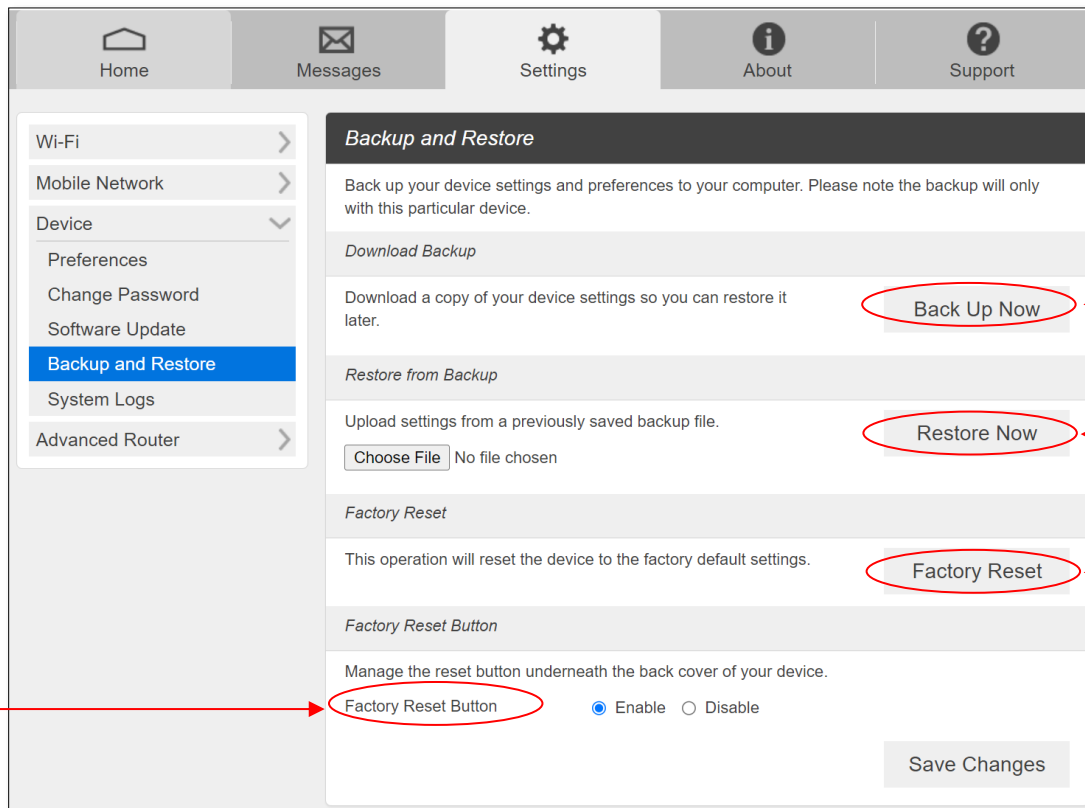 Home Messages Settings About Support
Wi-Fi
Mobile Network
Device
Preferences
Change Password
Software Update
Backup and Restore
System Logs
Advanced Router
Backup and Restore
Back up your device settings and preferences to your computer. Please note the backup will only
with this particular device.
Download Backup
Download a copy of your device settings so you can restore it
later.
Back Up Now
Restore from Backup
Upload settings from a previously saved backup file.
Choose File No file chosen
Restore Now
Factory Reset
This operation will reset the device to the factory default settings.
Factory Reset
Factory Reset Button
Manage the reset button underneath the back cover of your device.
Factory Reset Button Enable Disable
Save Changes